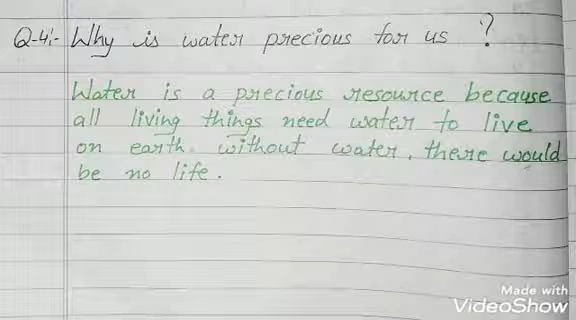 Q-4:- Why is water precious for us ?
Water is a precious resource because
all living things need water to live
on earth. without water, there would
be no life.
Made with
VideoShow